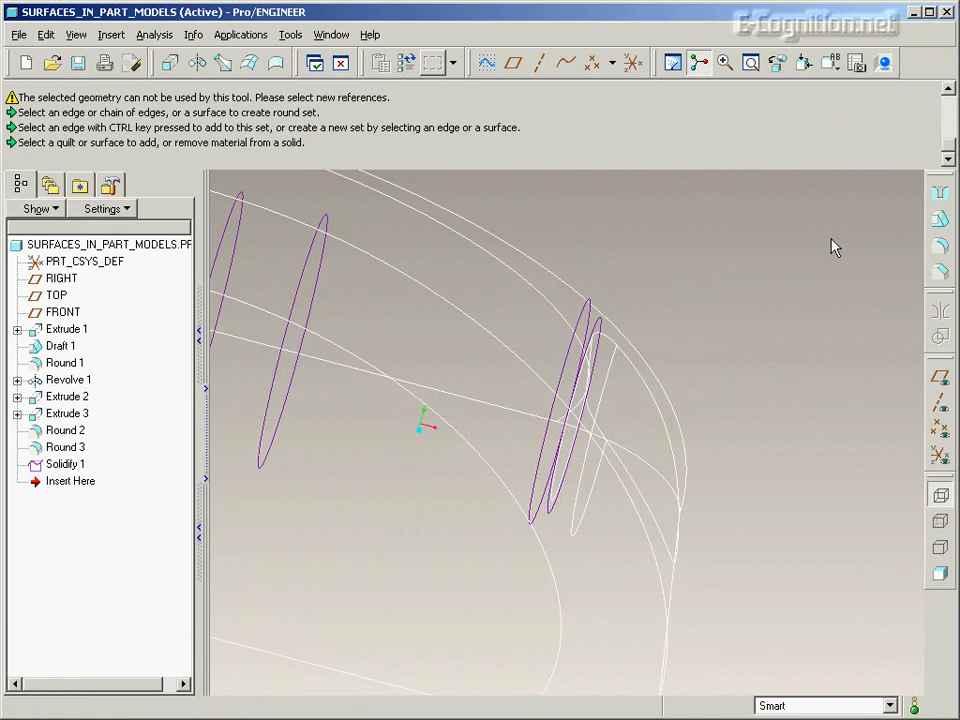 SURFACES_IN_PART_MODELS (Active) - Pro/ENGINEER
E-Cognition.net
File Edit View Insert Analysis Info Applications Tools Window Help
The selected geometry can not be used by this tool. Please select new references.
Select an edge or chain of edges, or a surface to create round set.
Select an edge with CTRL key pressed to add to this set, or create a new set by selecting an edge or a surface.
Select a quilt or surface to add, or remove material from a solid.
Show Settings
SURFACES_IN_PART_MODELS.PF
PRT_CSYS_DEF
RIGHT
TOP
FRONT
Extrude 1
Draft 1
Round 1
Revolve 1
Extrude 2
Extrude 3
Round 2
Round 3
Solidify 1
Insert Here
Smart